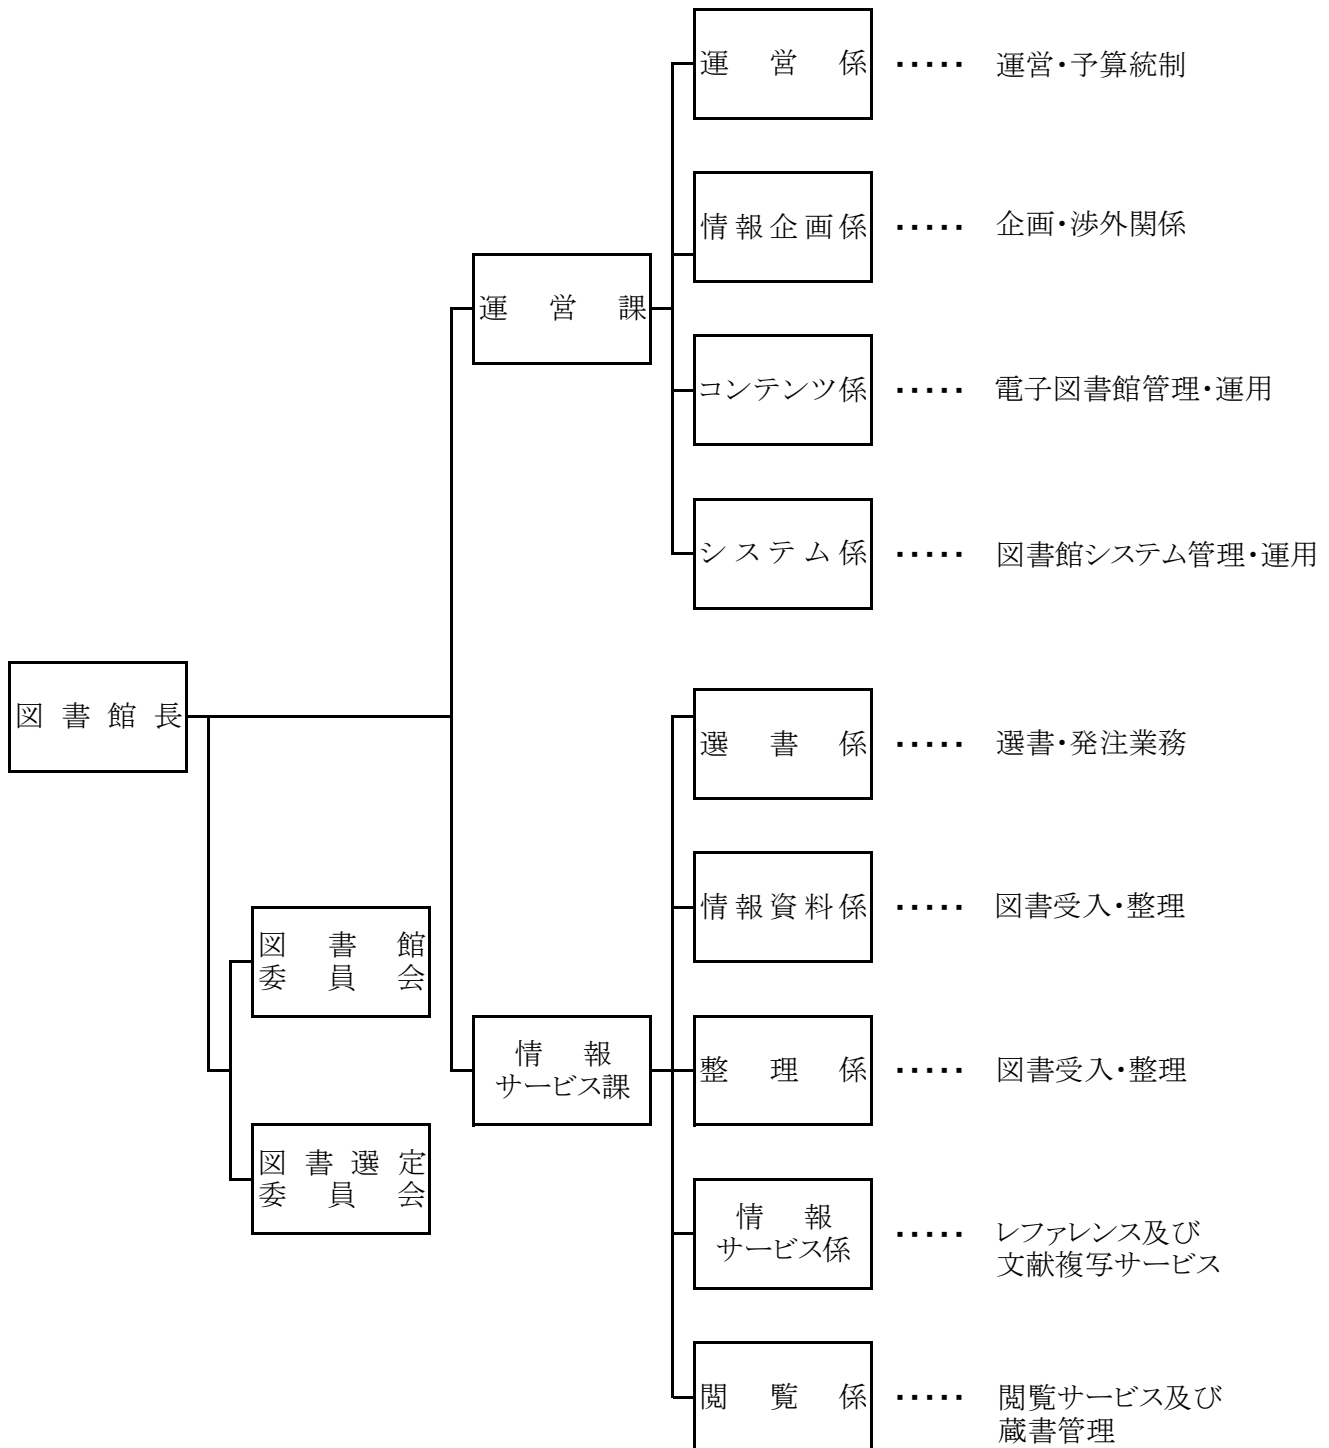 運営係 ‥‥‥ 運営・予算統制
情報企画係 ‥‥‥ 企画・渉外関係
運営課
コンテンツ係 ‥‥‥ 電子図書館管理・運用
システム係 ‥‥‥ 図書館システム管理・運用
図書館長
選書係 ‥‥‥ 選書・発注業務
情報資料係 ‥‥‥ 図書受入・整理
図書館
委員会
情報
サービス課
整理係 ‥‥‥ 図書受入・整理
図書選定
委員会
情報
サービス係 ‥‥‥ レファレンス及び
文献複写サービス
閲覧係 ‥‥‥ 閲覧サービス及び
蔵書管理